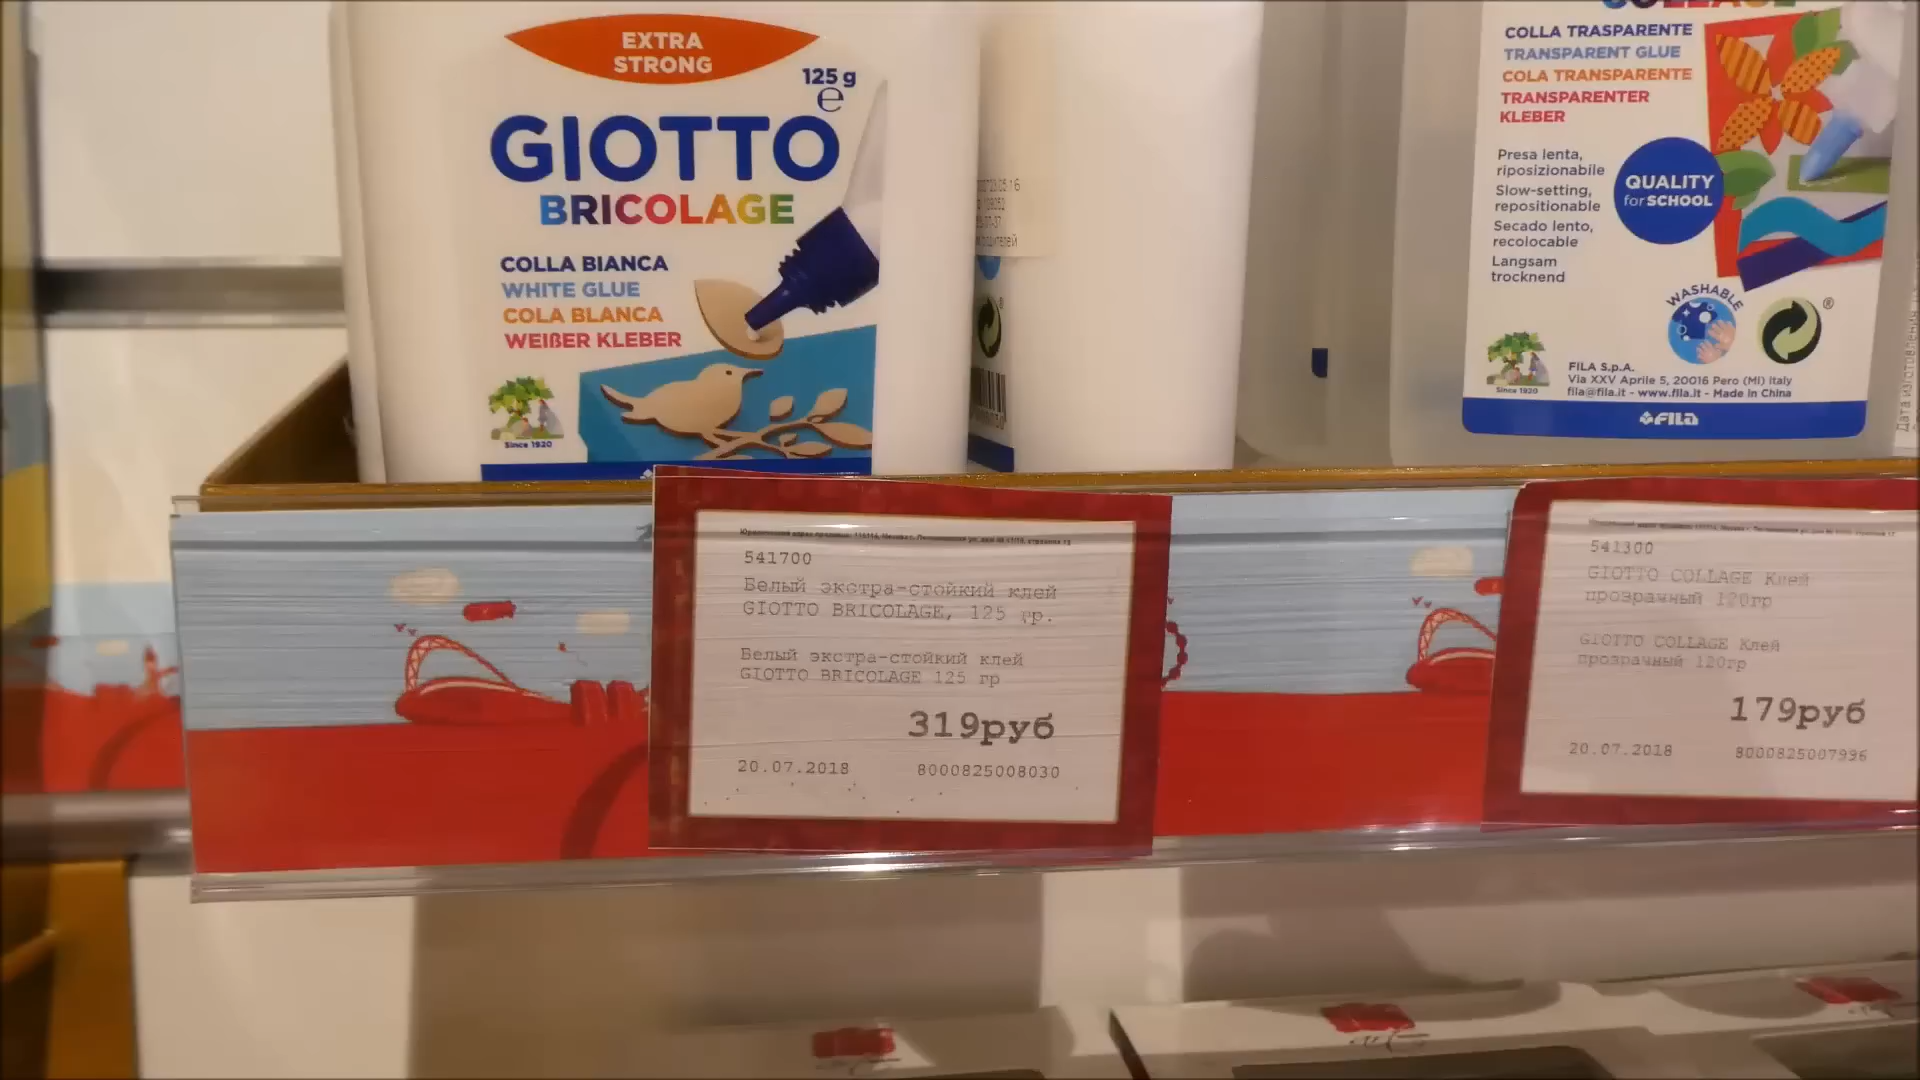 EXTRA
STRONG
125 g
e
GIOTTO
BRICOLAGE
COLLA BIANCA
WHITE GLUE
COLA BLANCA
WEIßER KLEBER
Since 1920
COLLA TRASPARENTE
TRANSPARENT GLUE
COLA TRANSPARENTE
TRANSPARENTER
KLEBER
Presa lenta,
riposizionabile
Slow-setting,
repositionable
Secado lento,
recolocable
Langsam
trocknend
QUALITY
for SCHOOL
WASHABLE
®
Since 1920
FILA S.p.A.
Via XXV Aprile 5, 20016 Pero (MI) Italy
fila@fila.it - www.fila.it - Made in China
FILA
Дата изготовления
541700
Белый экстра-стойкий клей
GIOTTO BRICOLAGE, 125 гр.
Белый экстра-стойкий клей
GIOTTO BRICOLAGE 125 гр
319руб
20.07.2018 8000825008030
541300
GIOTTO COLLAGE Клей
прозрачный 120гр
GIOTTO COLLAGE Клей
прозрачный 120гр
179руб
20.07.2018 8000825007996